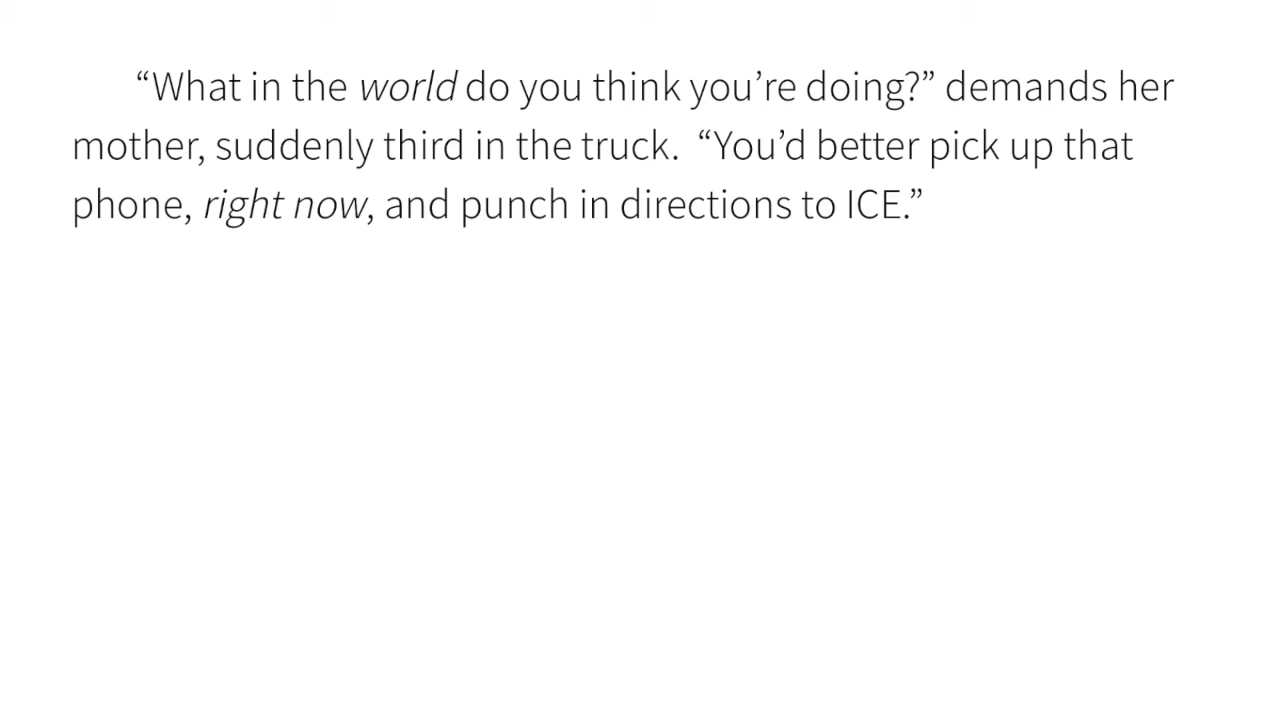 “What in the world do you think you’re doing?” demands her
mother, suddenly third in the truck.  “You’d better pick up that
phone, right now, and punch in directions to ICE.”